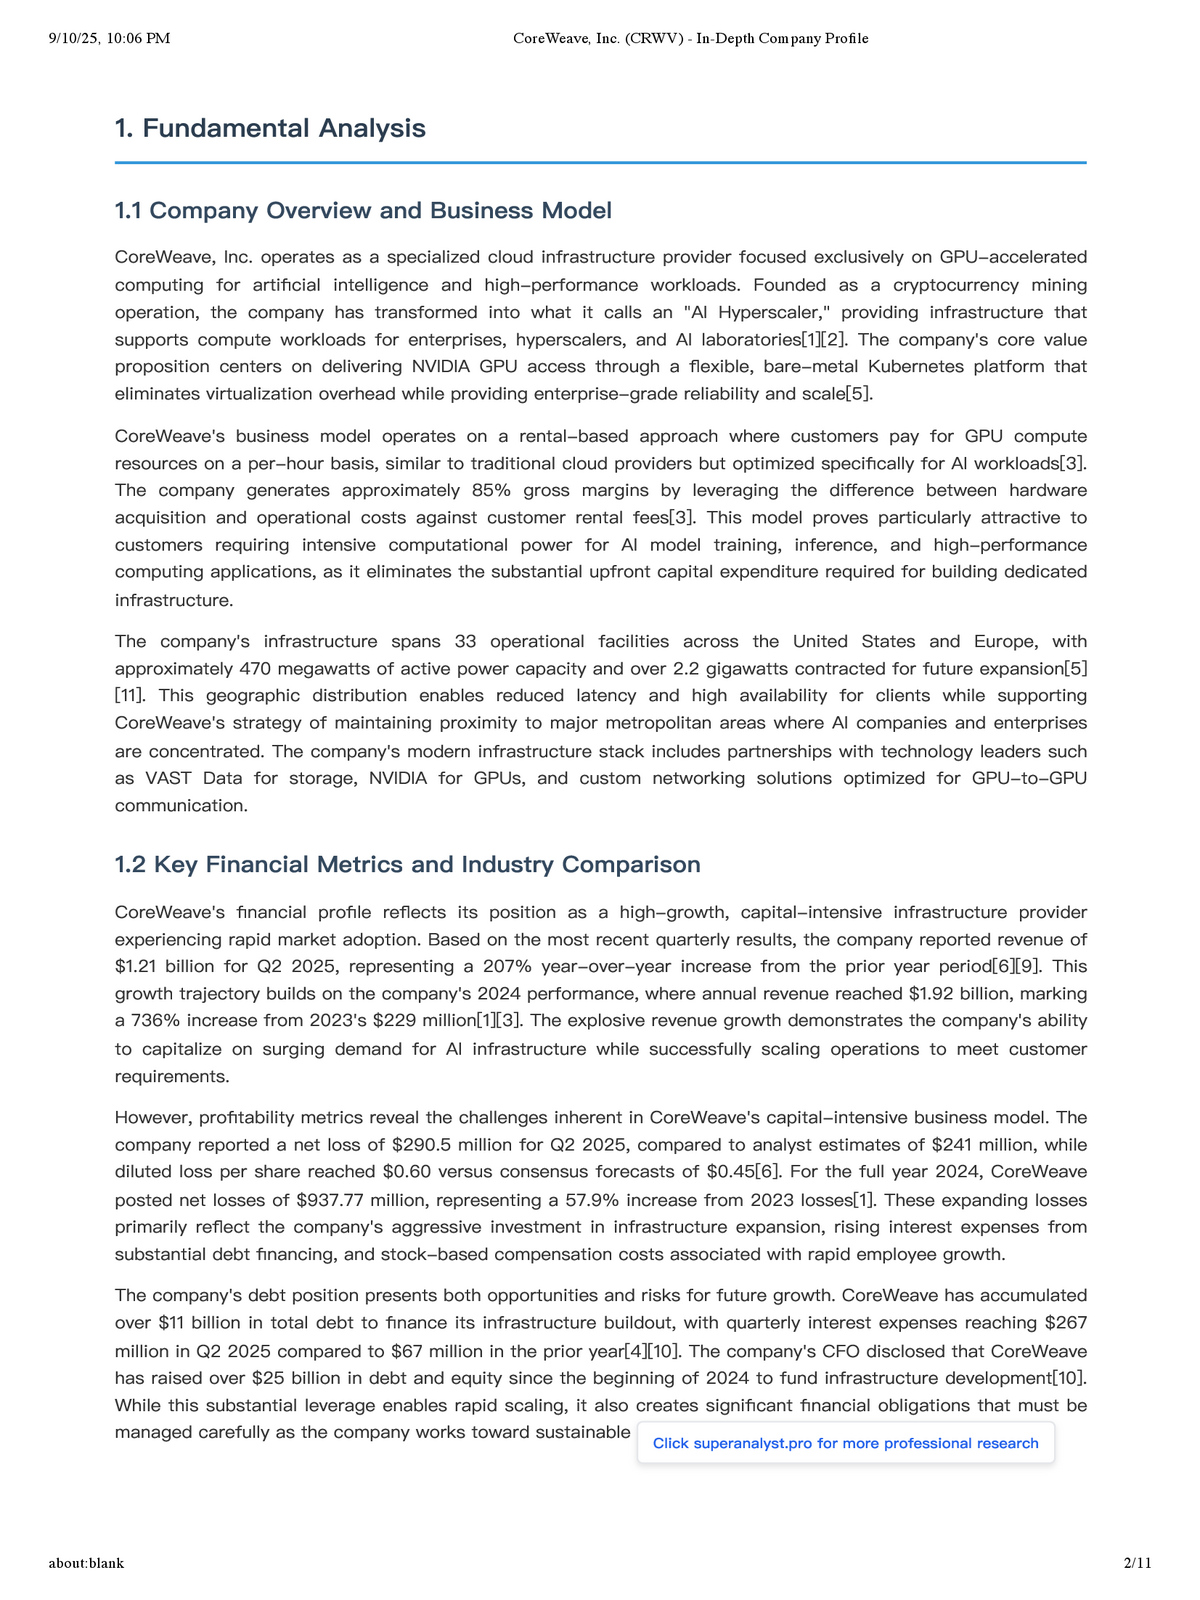 9/10/25, 10:06 PM
CoreWeave, Inc. (CRWV) - In-Depth Company Profile
1. Fundamental Analysis
1.1 Company Overview and Business Model
CoreWeave, Inc. operates as a specialized cloud infrastructure provider focused exclusively on GPU-accelerated
computing for artificial intelligence and high-performance workloads. Founded as a cryptocurrency mining
operation, the company has transformed into what it calls an "AI Hyperscaler," providing infrastructure that
supports compute workloads for enterprises, hyperscalers, and AI laboratories[1][2]. The company's core value
proposition centers on delivering NVIDIA GPU access through a flexible, bare-metal Kubernetes platform that
eliminates virtualization overhead while providing enterprise-grade reliability and scale[5].
CoreWeave's business model operates on a rental-based approach where customers pay for GPU compute
resources on a per-hour basis, similar to traditional cloud providers but optimized specifically for AI workloads[3].
The company generates approximately 85% gross margins by leveraging the difference between hardware
acquisition and operational costs against customer rental fees[3]. This model proves particularly attractive to
customers requiring intensive computational power for AI model training, inference, and high-performance
computing applications, as it eliminates the substantial upfront capital expenditure required for building dedicated
infrastructure.
The company's infrastructure spans 33 operational facilities across the United States and Europe, with
approximately 470 megawatts of active power capacity and over 2.2 gigawatts contracted for future expansion[5]
[11]. This geographic distribution enables reduced latency and high availability for clients while supporting
CoreWeave's strategy of maintaining proximity to major metropolitan areas where AI companies and enterprises
are concentrated. The company's modern infrastructure stack includes partnerships with technology leaders such
as VAST Data for storage, NVIDIA for GPUs, and custom networking solutions optimized for GPU-to-GPU
communication.
1.2 Key Financial Metrics and Industry Comparison
CoreWeave's financial profile reflects its position as a high-growth, capital-intensive infrastructure provider
experiencing rapid market adoption. Based on the most recent quarterly results, the company reported revenue of
$1.21 billion for Q2 2025, representing a 207% year-over-year increase from the prior year period[6][9]. This
growth trajectory builds on the company's 2024 performance, where annual revenue reached $1.92 billion, marking
a 736% increase from 2023's $229 million[1][3]. The explosive revenue growth demonstrates the company's ability
to capitalize on surging demand for AI infrastructure while successfully scaling operations to meet customer
requirements.
However, profitability metrics reveal the challenges inherent in CoreWeave's capital-intensive business model. The
company reported a net loss of $290.5 million for Q2 2025, compared to analyst estimates of $241 million, while
diluted loss per share reached $0.60 versus consensus forecasts of $0.45[6]. For the full year 2024, CoreWeave
posted net losses of $937.77 million, representing a 57.9% increase from 2023 losses[1]. These expanding losses
primarily reflect the company's aggressive investment in infrastructure expansion, rising interest expenses from
substantial debt financing, and stock-based compensation costs associated with rapid employee growth.
The company's debt position presents both opportunities and risks for future growth. CoreWeave has accumulated
over $11 billion in total debt to finance its infrastructure buildout, with quarterly interest expenses reaching $267
million in Q2 2025 compared to $67 million in the prior year[4][10]. The company's CFO disclosed that CoreWeave
has raised over $25 billion in debt and equity since the beginning of 2024 to fund infrastructure development[10].
While this substantial leverage enables rapid scaling, it also creates significant financial obligations that must be
managed carefully as the company works toward sustainable
Click superanalyst.pro for more professional research
about:blank
2/11